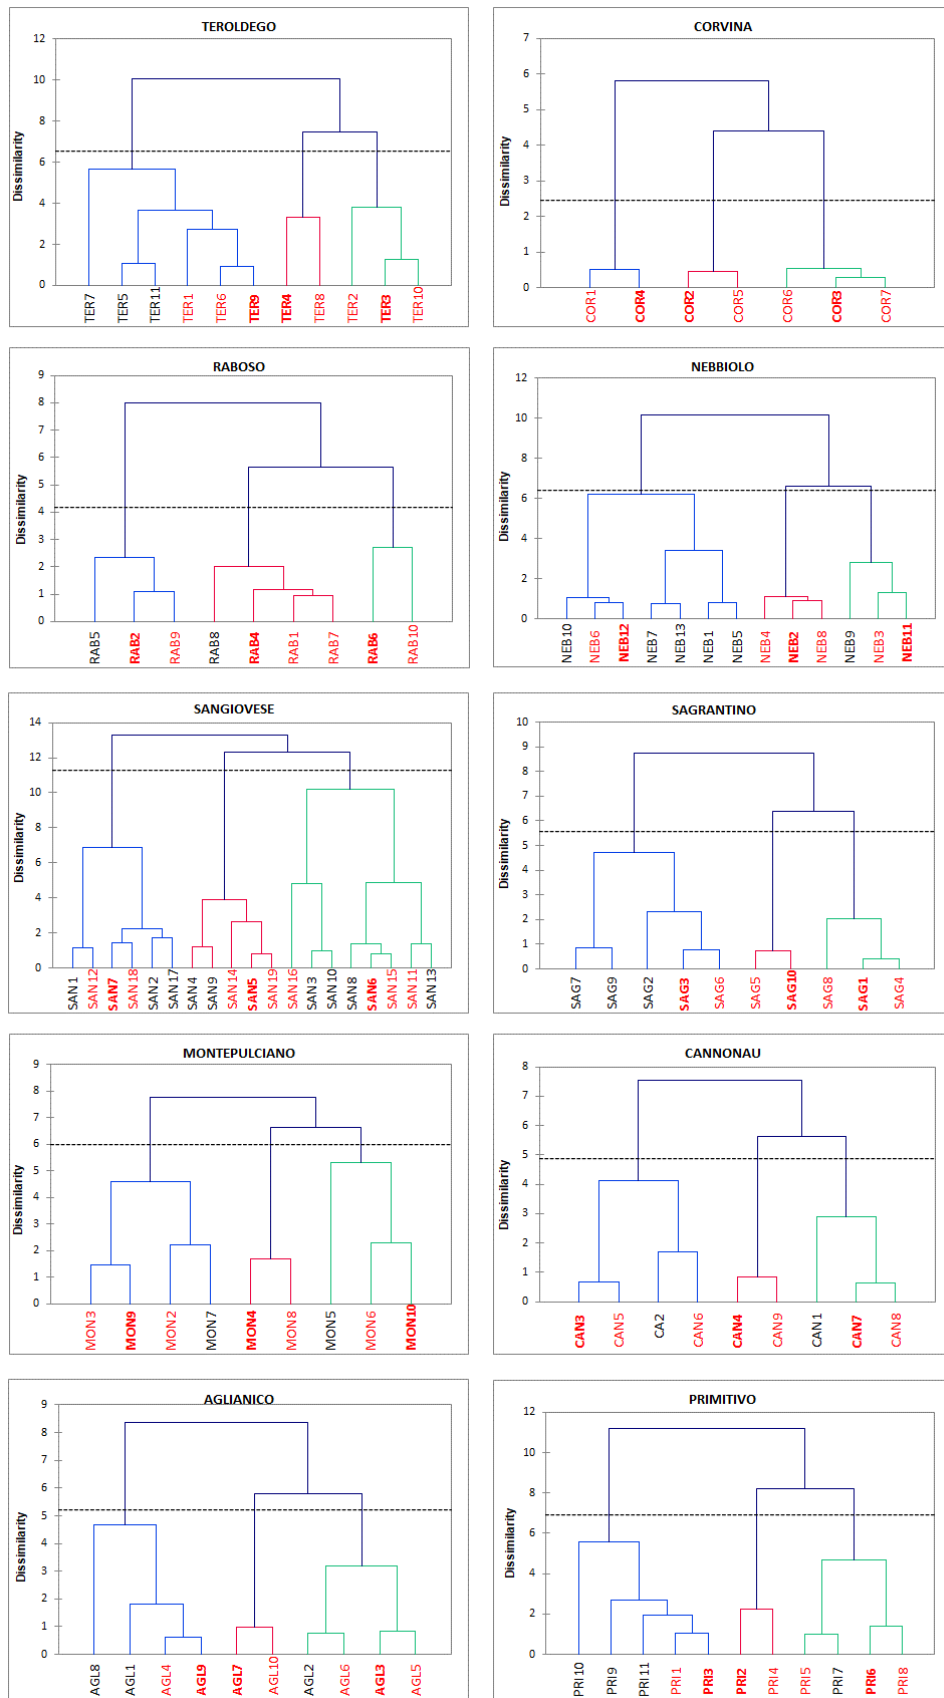 TEROLDEGO
12
10
8
6
4
2
0
Dissimilarity
TER7 TER5 TER11 TER1 TER6 TER9 TER4 TER8 TER2 TER3 TER10
CORVINA
7
6
5
4
3
2
1
0
Dissimilarity
COR1 COR4 COR2 COR5 COR6 COR3 COR7
RABOSO
9
8
7
6
5
4
3
2
1
0
Dissimilarity
RAB5 RAB2 RAB9 RAB8 RAB4 RAB1 RAB7 RAB6 RAB10
NEBBIOLO
12
10
8
6
4
2
0
Dissimilarity
NEB10 NEB6 NEB12 NEB7 NEB13 NEB1 NEB5 NEB4 NEB2 NEB8 NEB9 NEB3 NEB11
SANGIOVESE
14
12
10
8
6
4
2
0
Dissimilarity
SAN1 SAN12 SAN7 SAN18 SAN2 SAN17 SAN4 SAN9 SAN14 SAN5 SAN19 SAN16 SAN3 SAN10 SAN8 SAN6 SAN15 SAN11 SAN13
SAGRANTINO
10
9
8
7
6
5
4
3
2
1
0
Dissimilarity
SAG7 SAG9 SAG2 SAG3 SAG6 SAG5 SAG10 SAG8 SAG1 SAG4
MONTEPULCIANO
9
8
7
6
5
4
3
2
1
0
Dissimilarity
MON3 MON9 MON2 MON7 MON4 MON8 MON5 MON6 MON10
CANNONAU
8
7
6
5
4
3
2
1
0
Dissimilarity
CAN3 CAN5 CA2 CAN6 CAN4 CAN9 CAN1 CAN7 CAN8
AGLIANICO
9
8
7
6
5
4
3
2
1
0
Dissimilarity
AGL8 AGL1 AGL4 AGL9 AGL7 AGL10 AGL2 AGL6 AGL3 AGL5
PRIMITIVO
12
10
8
6
4
2
0
Dissimilarity
PRI10 PRI9 PRI11 PRI1 PRI3 PRI2 PRI4 PRI5 PRI7 PRI6 PRI8